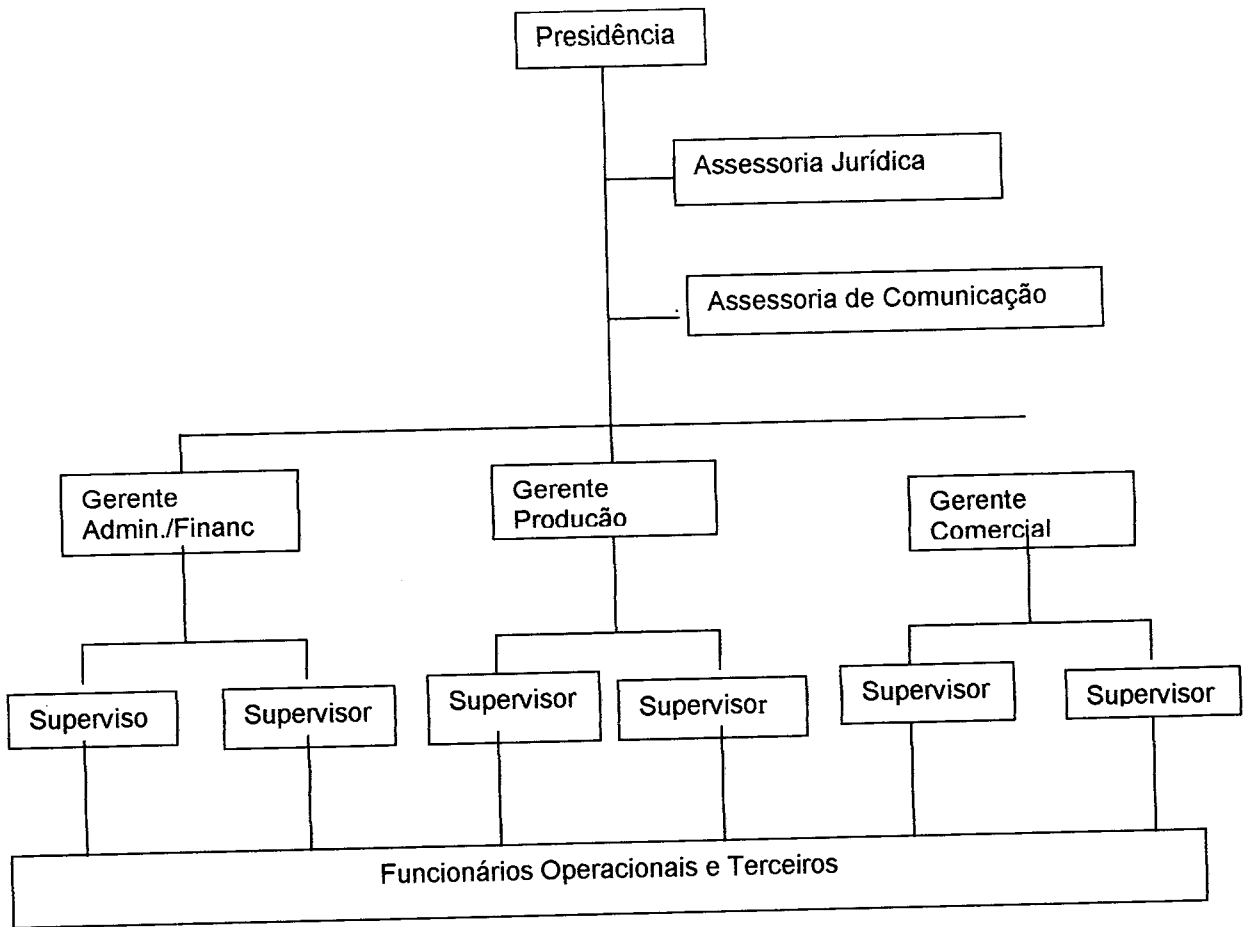 Presidência
Assessoria Jurídica
Assessoria de Comunicação
Gerente
Admin./Financ
Gerente
Produção
Gerente
Comercial
Superviso
Supervisor
Supervisor
Supervisor
Supervisor
Supervisor
Funcionários Operacionais e Terceiros